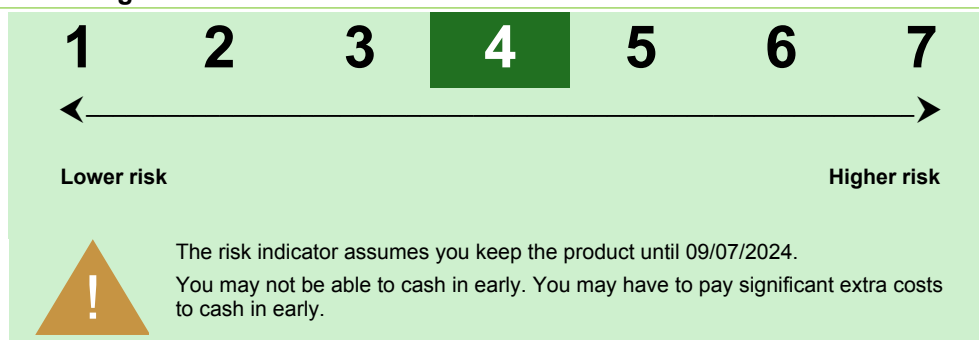 1 2 3 4 5 6 7
Lower risk Higher risk
The risk indicator assumes you keep the product until 09/07/2024.
You may not be able to cash in early. You may have to pay significant extra costs
to cash in early.
!